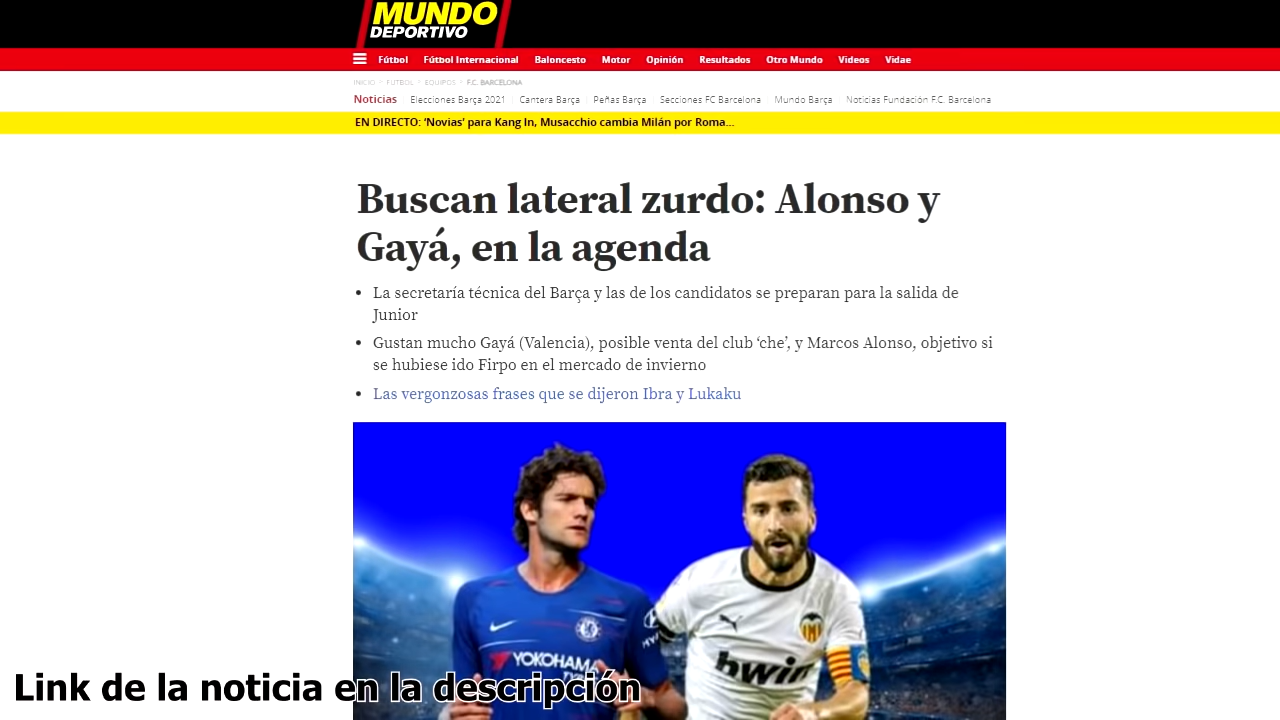 MUNDO
DEPORTIVO
Fútbol Fútbol Internacional Baloncesto Motor Opinión Resultados Otro Mundo Videos Vidae
INICIO FUTBOL EQUIPOS F.C. BARCELONA
Noticias Elecciones Barça 2021 Cantera Barça Peñas Barça Secciones FC Barcelona Mundo Barça Noticias Fundación F.C. Barcelona
EN DIRECTO: ‘Novias’ para Kang In, Musacchio cambia Milán por Roma...
Buscan lateral zurdo: Alonso y
Gayá, en la agenda
• La secretaría técnica del Barça y las de los candidatos se preparan para la salida de
Junior
• Gustan mucho Gayá (Valencia), posible venta del club ‘che’, y Marcos Alonso, objetivo si
se hubiese ido Firpo en el mercado de invierno
• Las vergonzosas frases que se dijeron Ibra y Lukaku
YOKOHAMA
bwin
Link de la noticia en la descripción